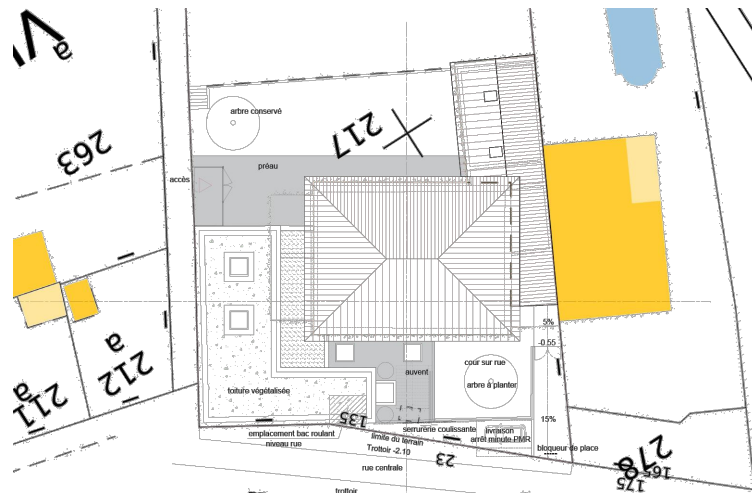 a
263
arbre conservé
217
préau
accès
5%
-0.55
cour sur rue
auvent
arbre à planter
a
212
a
211
toiture végétalisée
15%
135
emplacement bac roulant
niveau rue
limite du terrain
Trottoir -2.10
serrurerie coulissante
livraison
arrêt minute PMR
bloqueur de place
23
rue centrale
trottoir
278
a
165
175